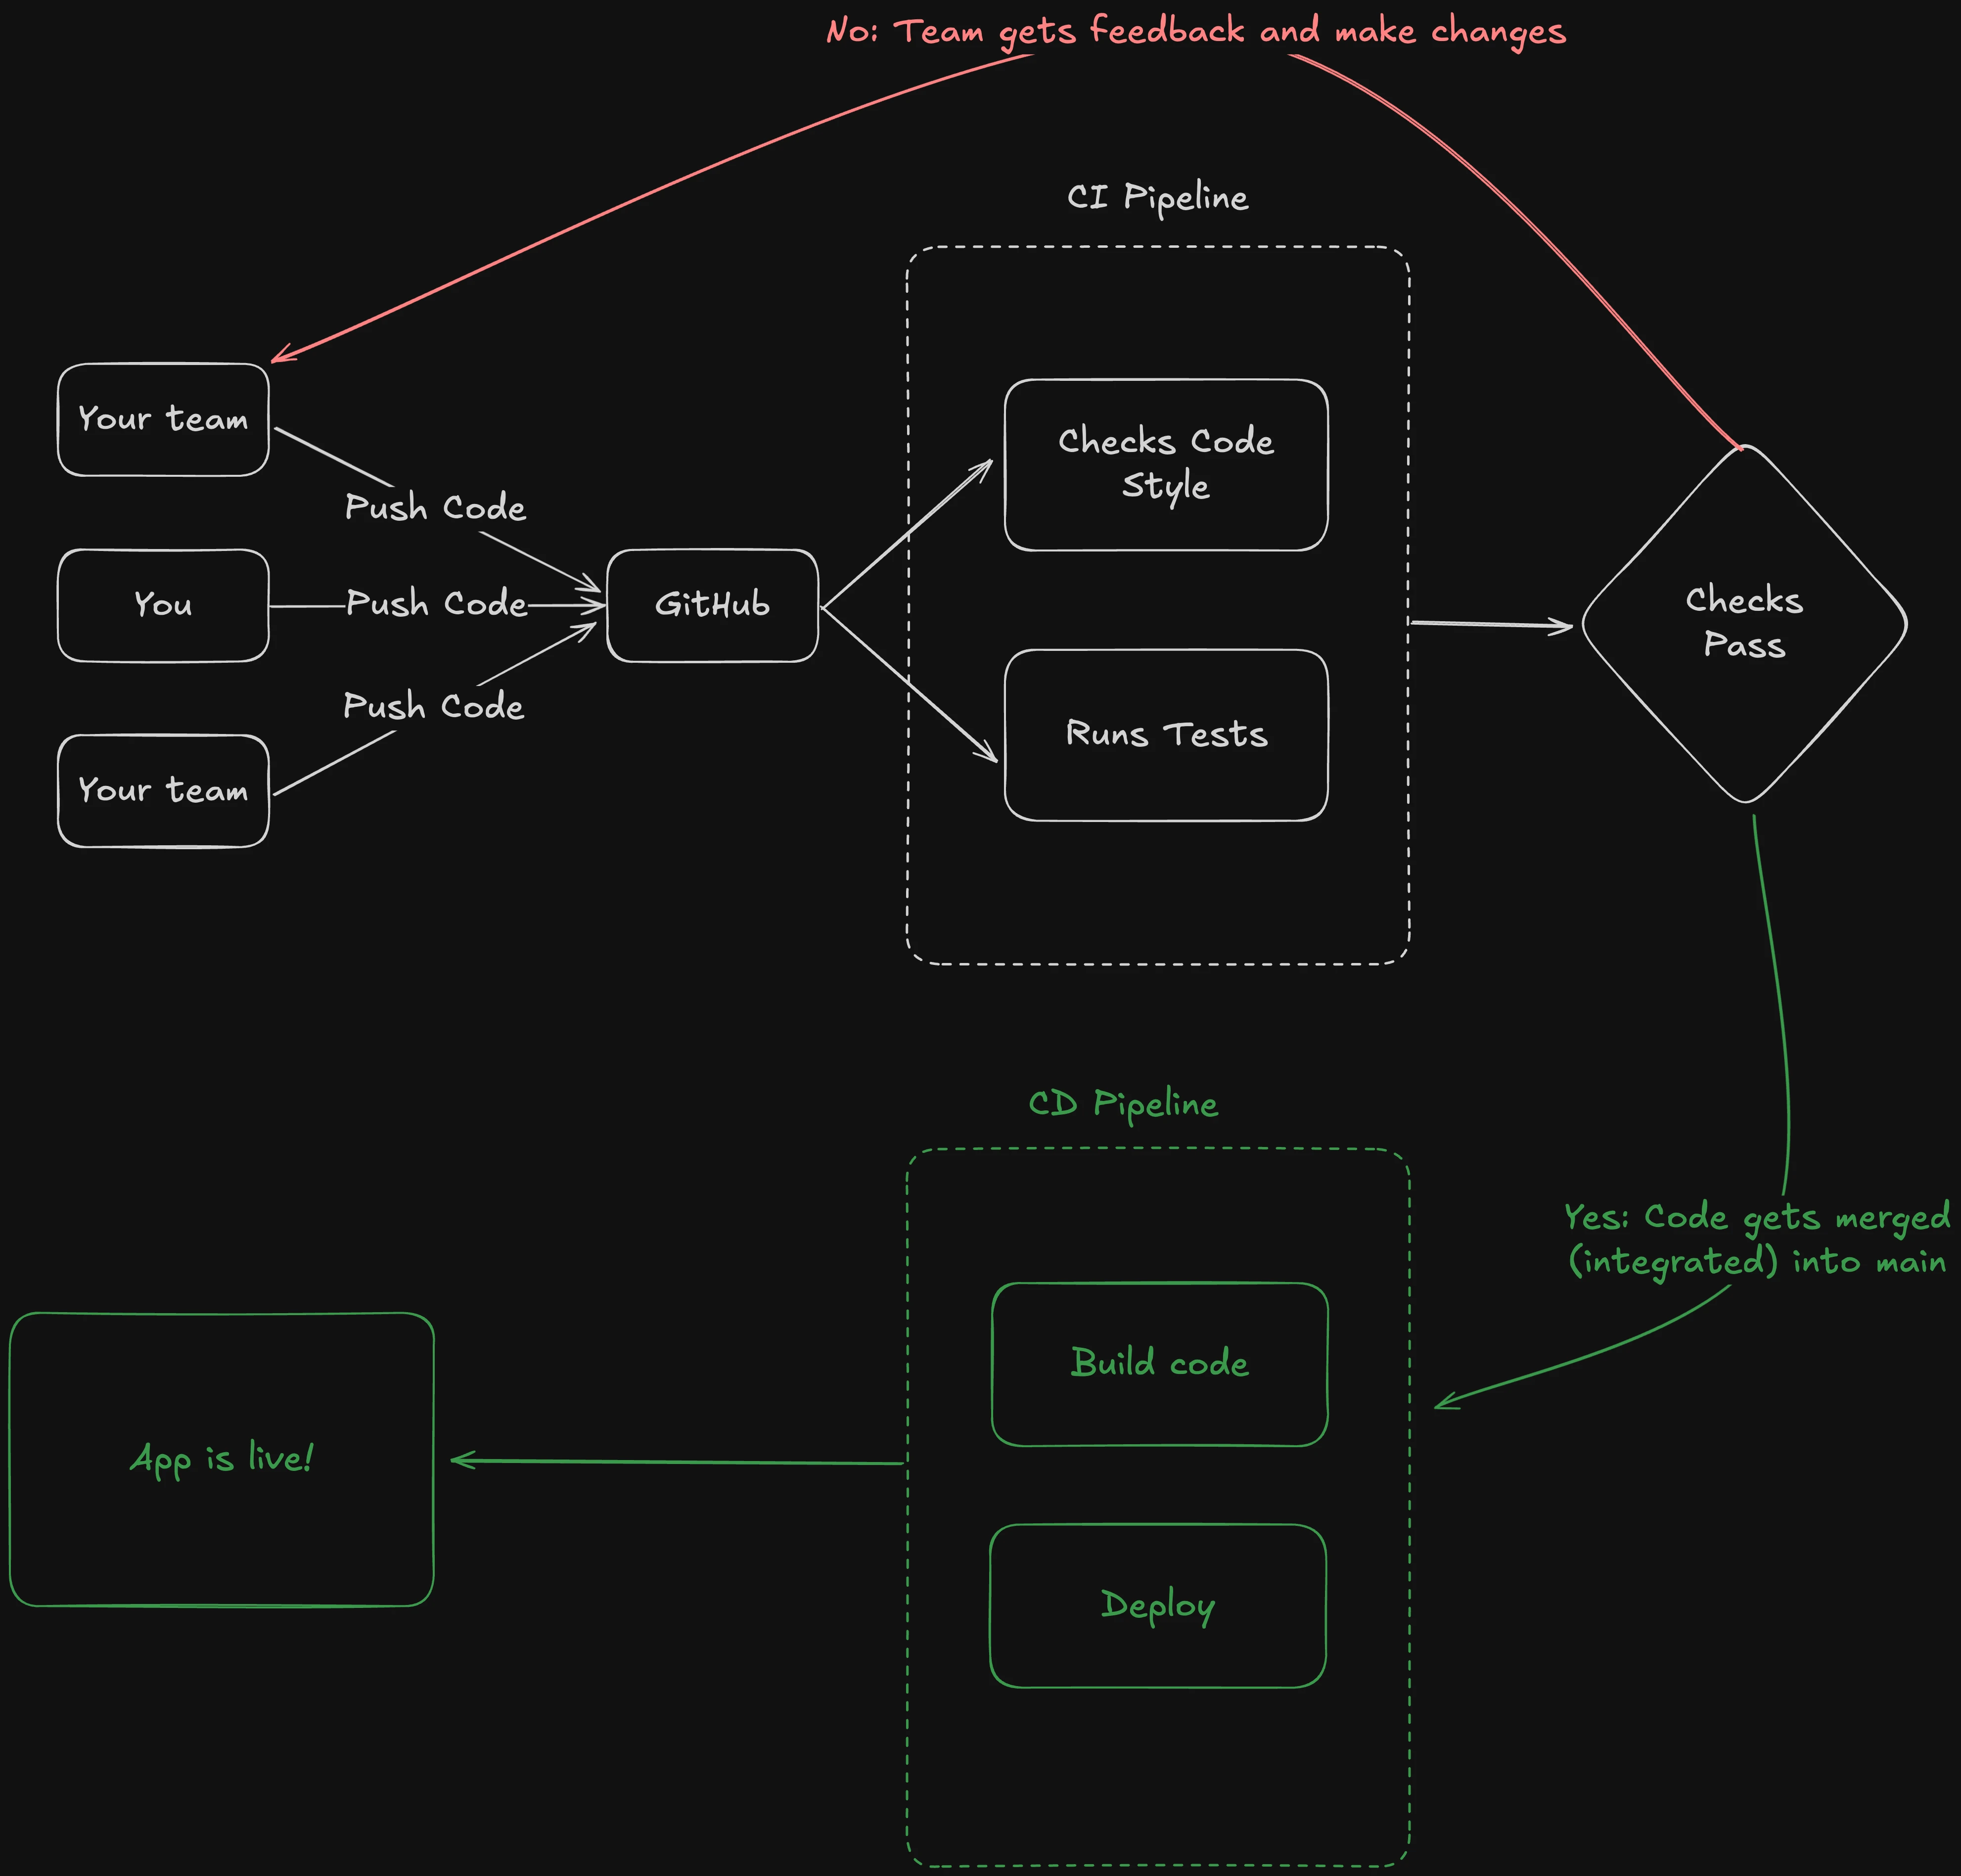 No: Team gets feedback and make changes
CI Pipeline
Your team
Push Code
Checks Code
Style
You
Push Code
GitHub
Checks
Pass
Push Code
Your team
Runs Tests
CD Pipeline
Yes: Code gets merged
(integrated) into main
Build code
App is live!
Deploy